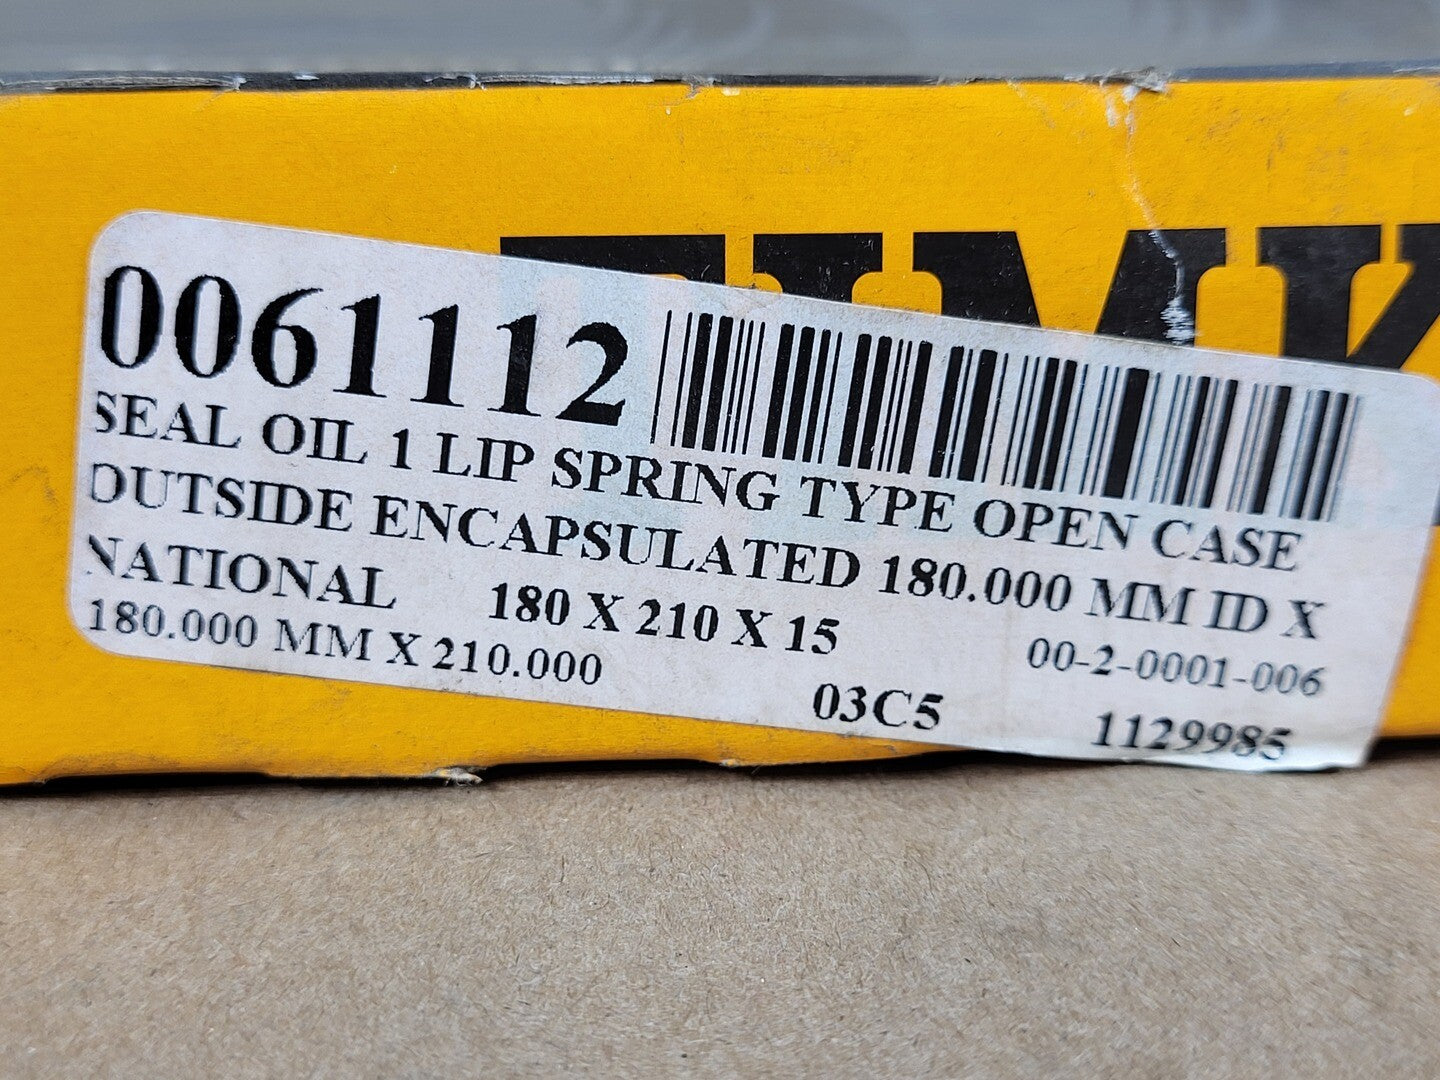 TIMK
0061112
SEAL OIL 1 LIP SPRING TYPE OPEN CASE
OUTSIDE ENCAPSULATED 180.000 MM ID X
NATIONAL 180 X 210 X 15 00-2-0001-006
180.000 MM X 210.000 03C5 1129985